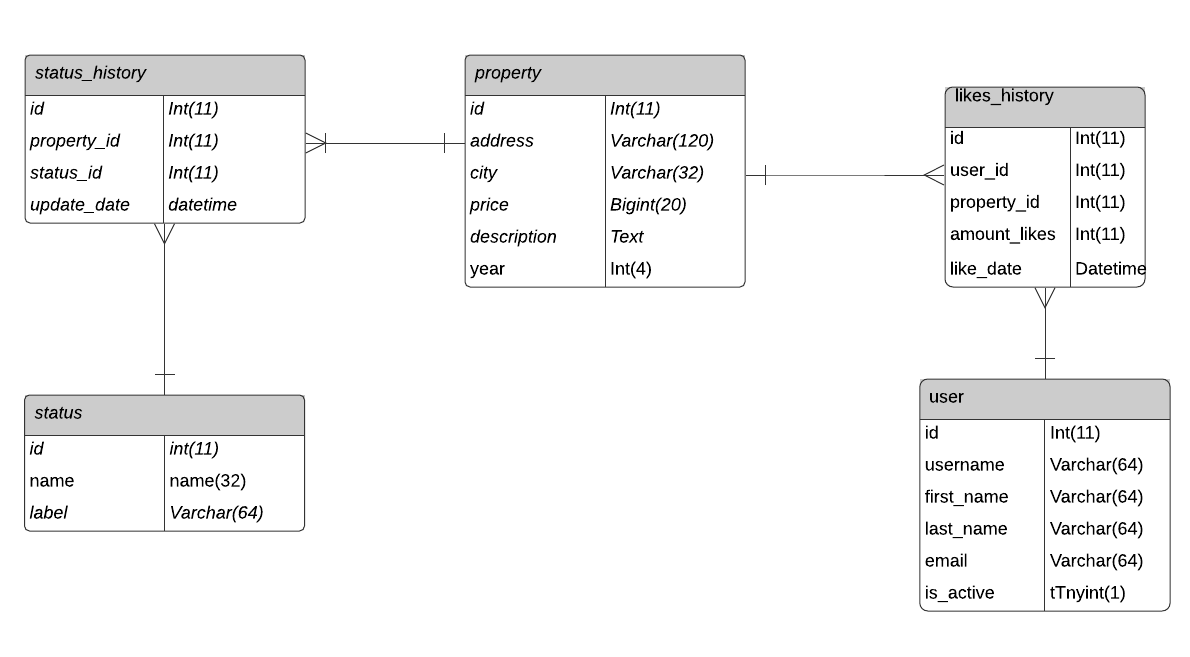 status_history
id Int(11)
property_id Int(11)
status_id Int(11)
update_date datetime
property
id Int(11)
address Varchar(120)
city Varchar(32)
price Bigint(20)
description Text
year Int(4)
likes_history
id Int(11)
user_id Int(11)
property_id Int(11)
amount_likes Int(11)
like_date Datetime
status
id int(11)
name name(32)
label Varchar(64)
user
id Int(11)
username Varchar(64)
first_name Varchar(64)
last_name Varchar(64)
email Varchar(64)
is_active tTnyint(1)